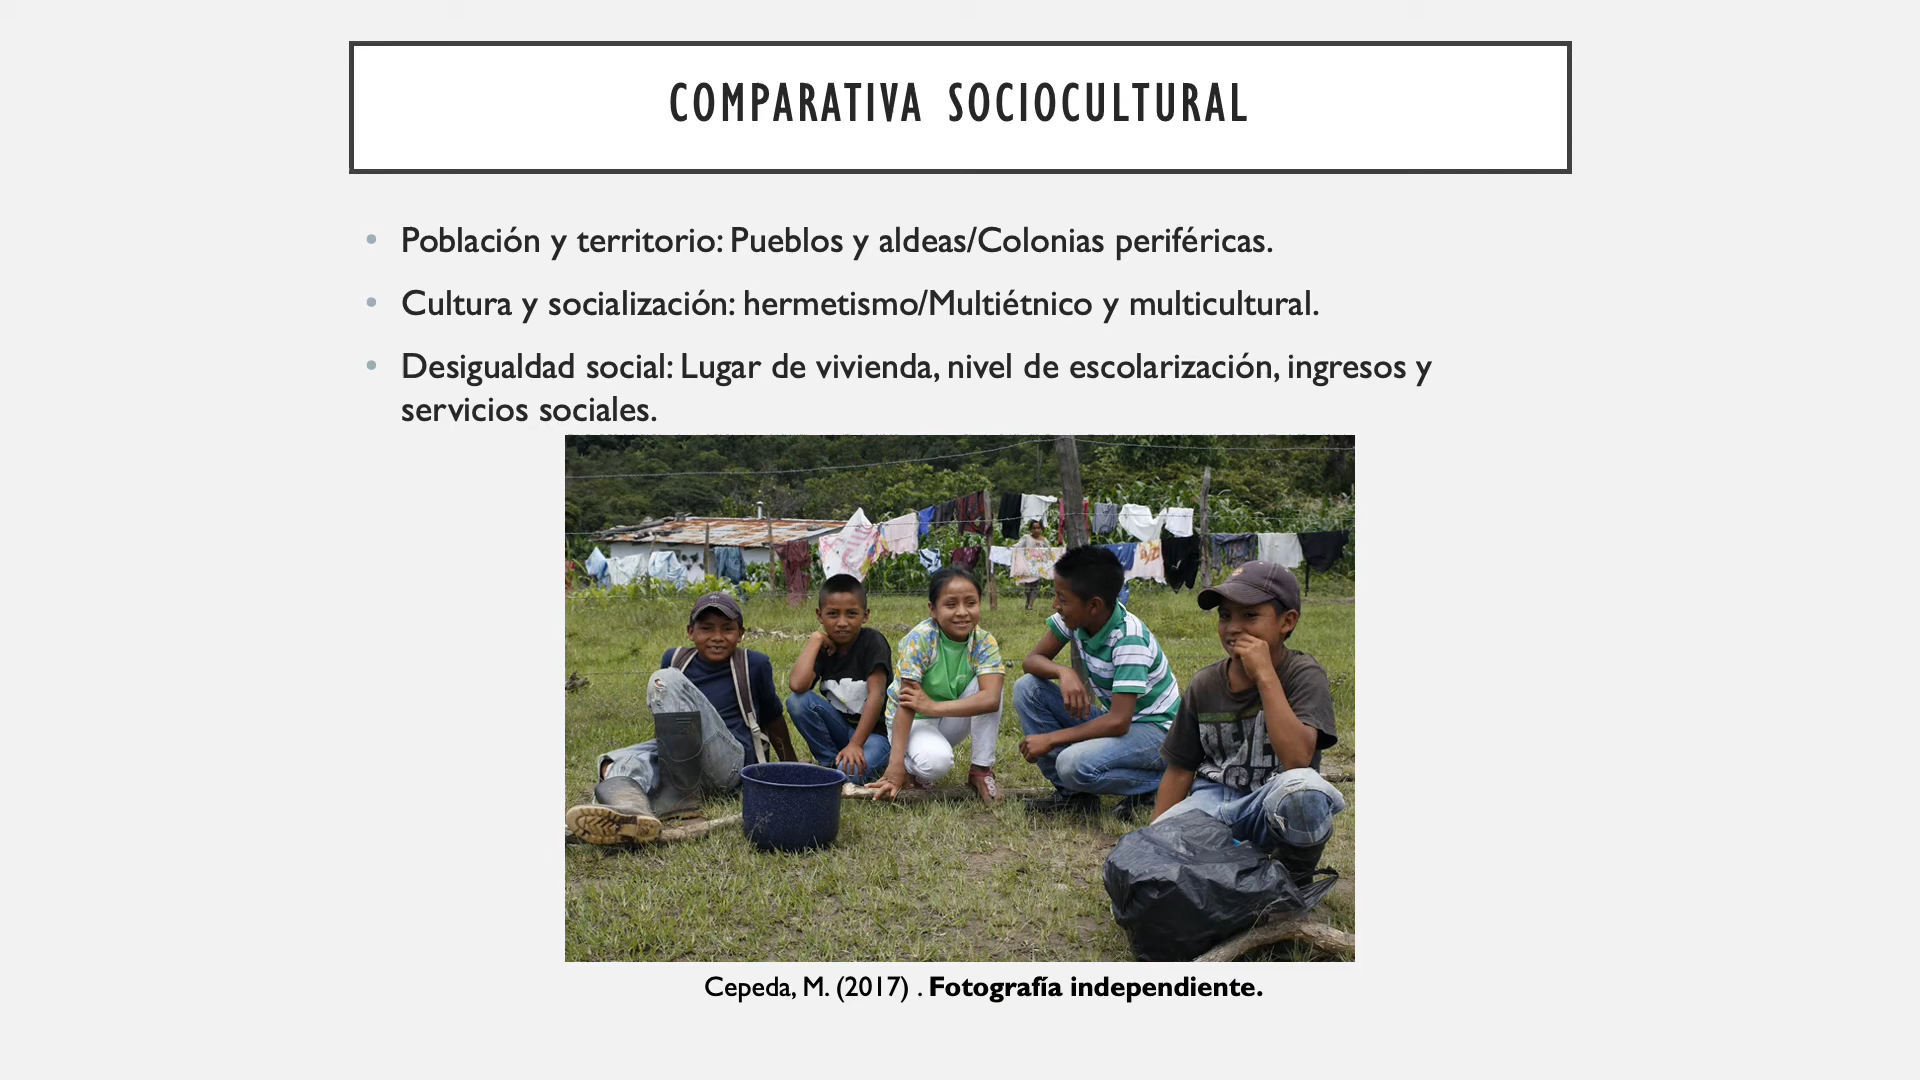 COMPARATIVA SOCIOCULTURAL
• Población y territorio: Pueblos y aldeas/Colonias periféricas.
• Cultura y socialización: hermetismo/Multiétnico y multicultural.
• Desigualdad social: Lugar de vivienda, nivel de escolarización, ingresos y
servicios sociales.
Cepeda, M. (2017) . Fotografía independiente.